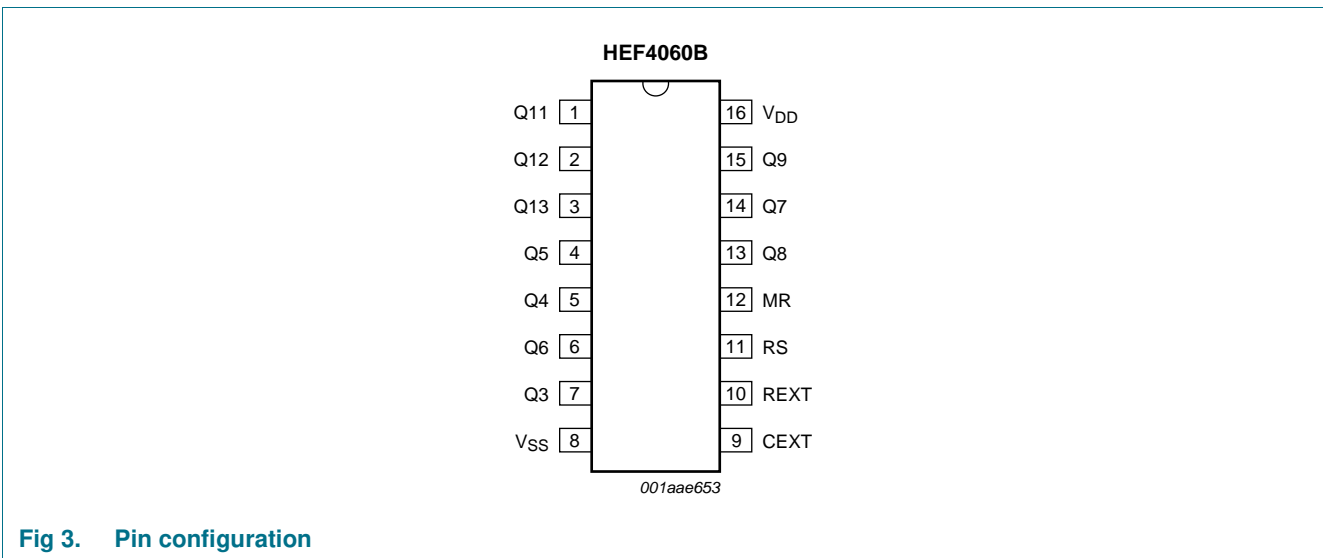 HEF4060B
Q11 1 16 VDD
Q12 2 15 Q9
Q13 3 14 Q7
Q5 4 13 Q8
Q4 5 12 MR
Q6 6 11 RS
Q3 7 10 REXT
VSS 8 9 CEXT
001aae653
Fig 3. Pin configuration